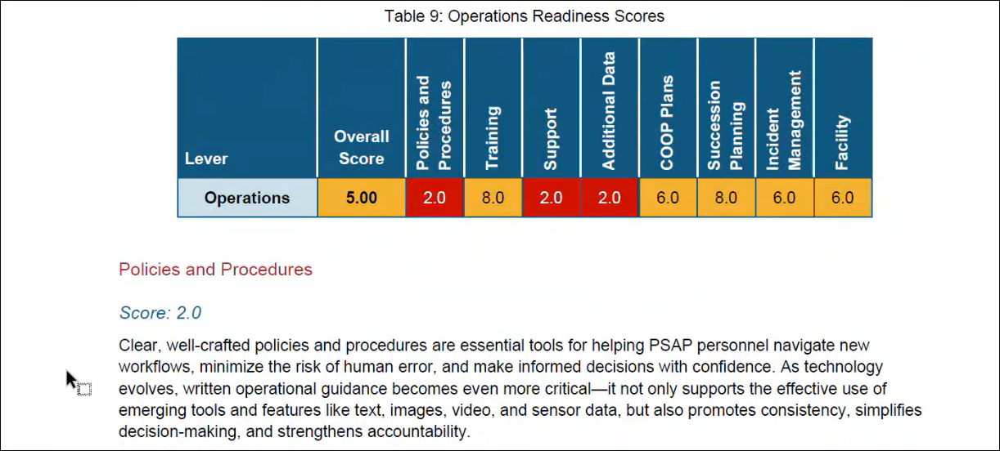 Table 9: Operations Readiness Scores
Lever
Overall
Score
Policies and
Procedures
Training
Support
Additional Data
COOP Plans
Succession
Planning
Incident
Management
Facility
Operations 5.00 2.0 8.0 2.0 2.0 6.0 8.0 6.0 6.0
Policies and Procedures
Score: 2.0
Clear, well-crafted policies and procedures are essential tools for helping PSAP personnel navigate new
workflows, minimize the risk of human error, and make informed decisions with confidence. As technology
evolves, written operational guidance becomes even more critical—it not only supports the effective use of
emerging tools and features like text, images, video, and sensor data, but also promotes consistency, simplifies
decision-making, and strengthens accountability.